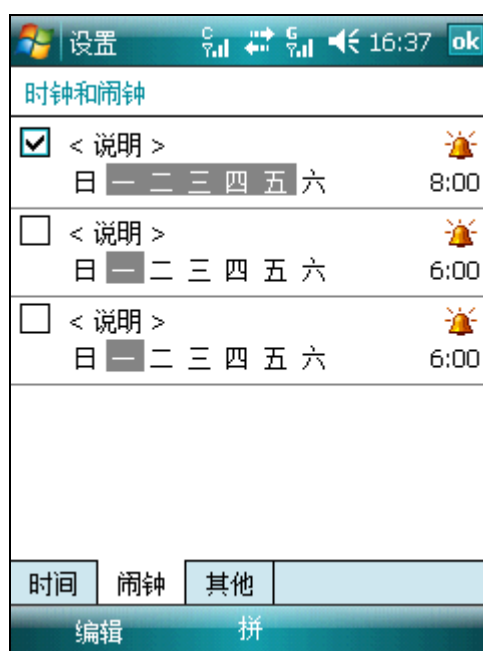 设置 C G 16:37 ok
时钟和闹钟
< 说明 >
日 一 二 三 四 五 六 8:00
< 说明 >
日 一 二 三 四 五 六 6:00
< 说明 >
日 一 二 三 四 五 六 6:00
时间 闹钟 其他
编辑 拼